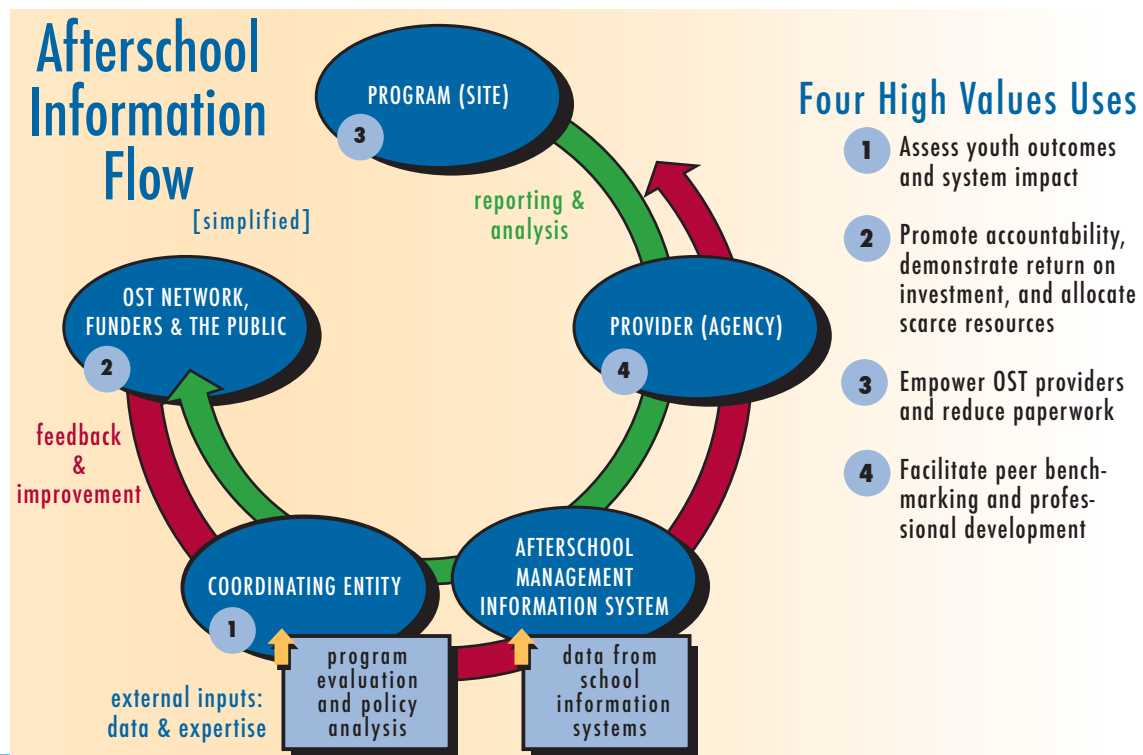 Afterschool
Information
Flow
[simplified]
PROGRAM (SITE)
3
reporting &
analysis
OST NETWORK,
FUNDERS & THE PUBLIC
2
PROVIDER (AGENCY)
4
feedback
&
improvement
COORDINATING ENTITY
1
AFTERSCHOOL
MANAGEMENT
INFORMATION SYSTEM
external inputs:
data & expertise
program
evaluation
and policy
analysis
data from
school
information
systems
Four High Values Uses
1 Assess youth outcomes
and system impact
2 Promote accountability,
demonstrate return on
investment, and allocate
scarce resources
3 Empower OST providers
and reduce paperwork
4 Facilitate peer bench-
marking and profes-
sional development